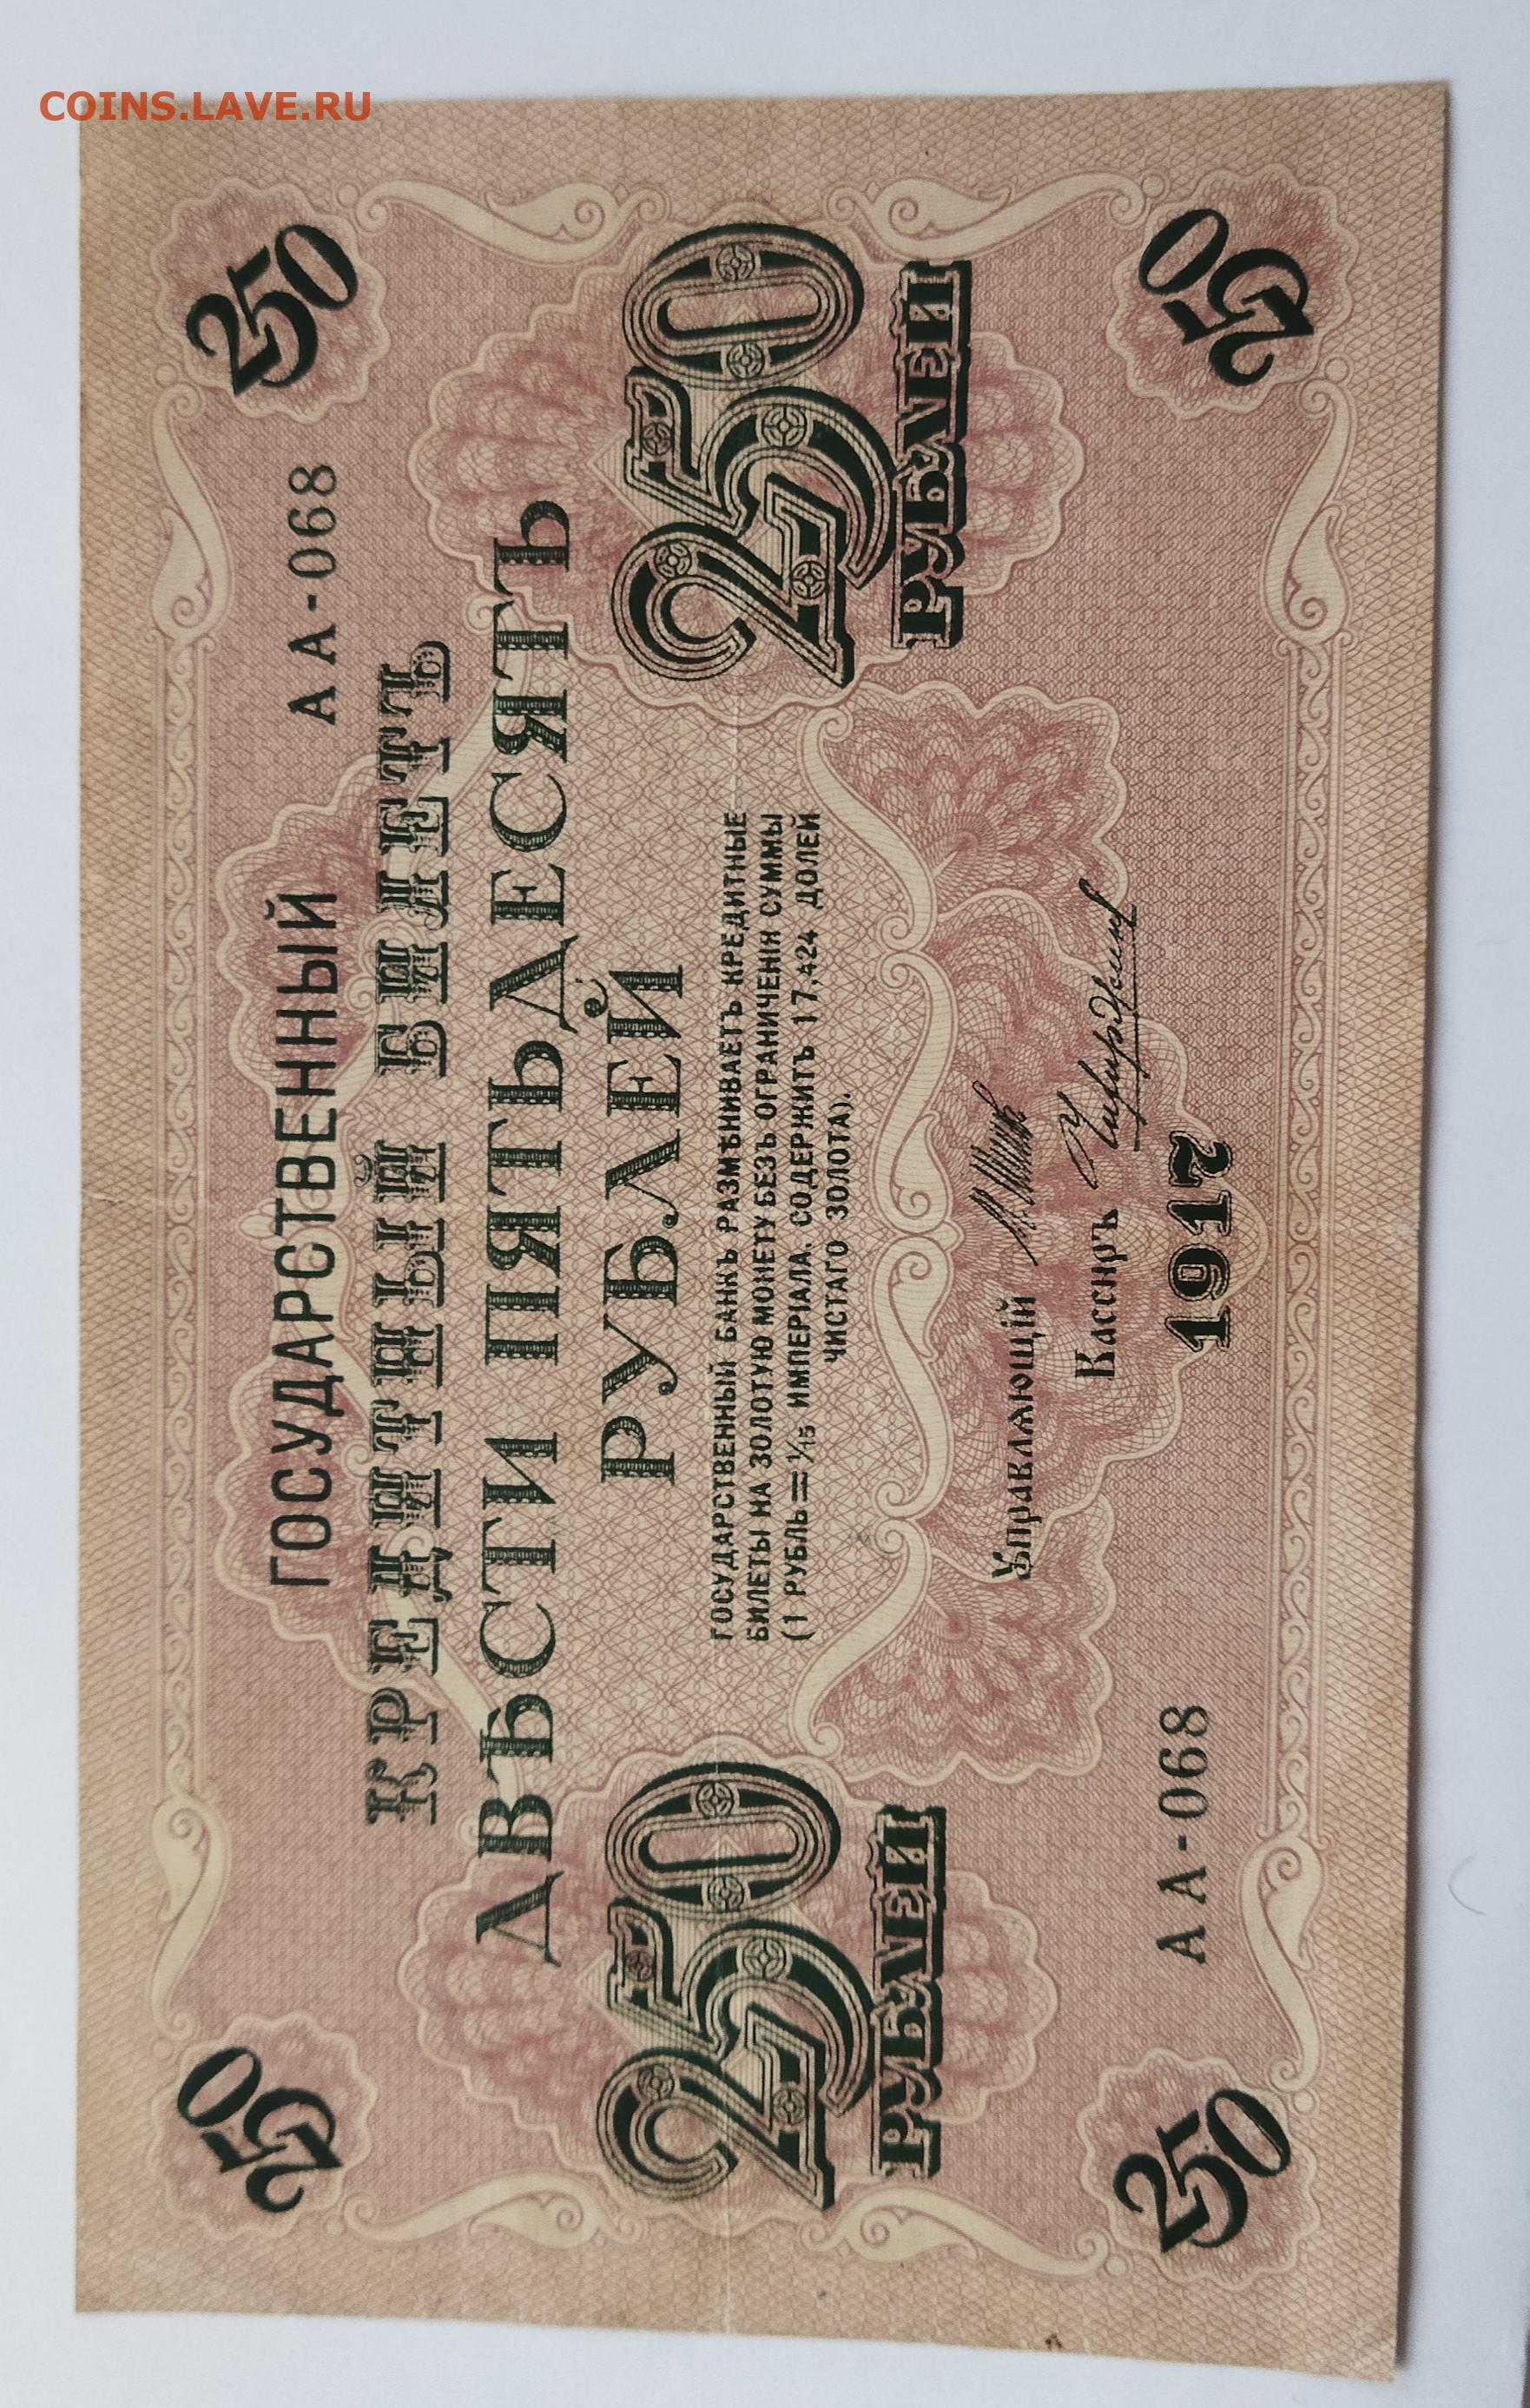 COINS.LAVE.RU
250
250
АА-068
ГОСУДАРСТВЕННЫЙ
КРЕДИТНЫЙ БИЛЕТЪ
ДВѢСТИ ПЯТЬДЕСЯТЪ
РУБЛЕЙ
250
РУБЛЕЙ
250
РУБЛЕЙ
ГОСУДАРСТВЕННЫЙ БАНКЪ РАЗМѢНИВАЕТЪ КРЕДИТНЫЕ
БИЛЕТЫ НА ЗОЛОТУЮ МОНЕТУ БЕЗЪ ОГРАНИЧЕНІЯ СУММЫ
(1 РУБЛЬ = 1/15 ИМПЕРІАЛА, СОДЕРЖИТЪ 17,424 ДОЛЕЙ
ЧИСТАГО ЗОЛОТА).
Управляющій
Кассиръ
АА-068
1917
250
250